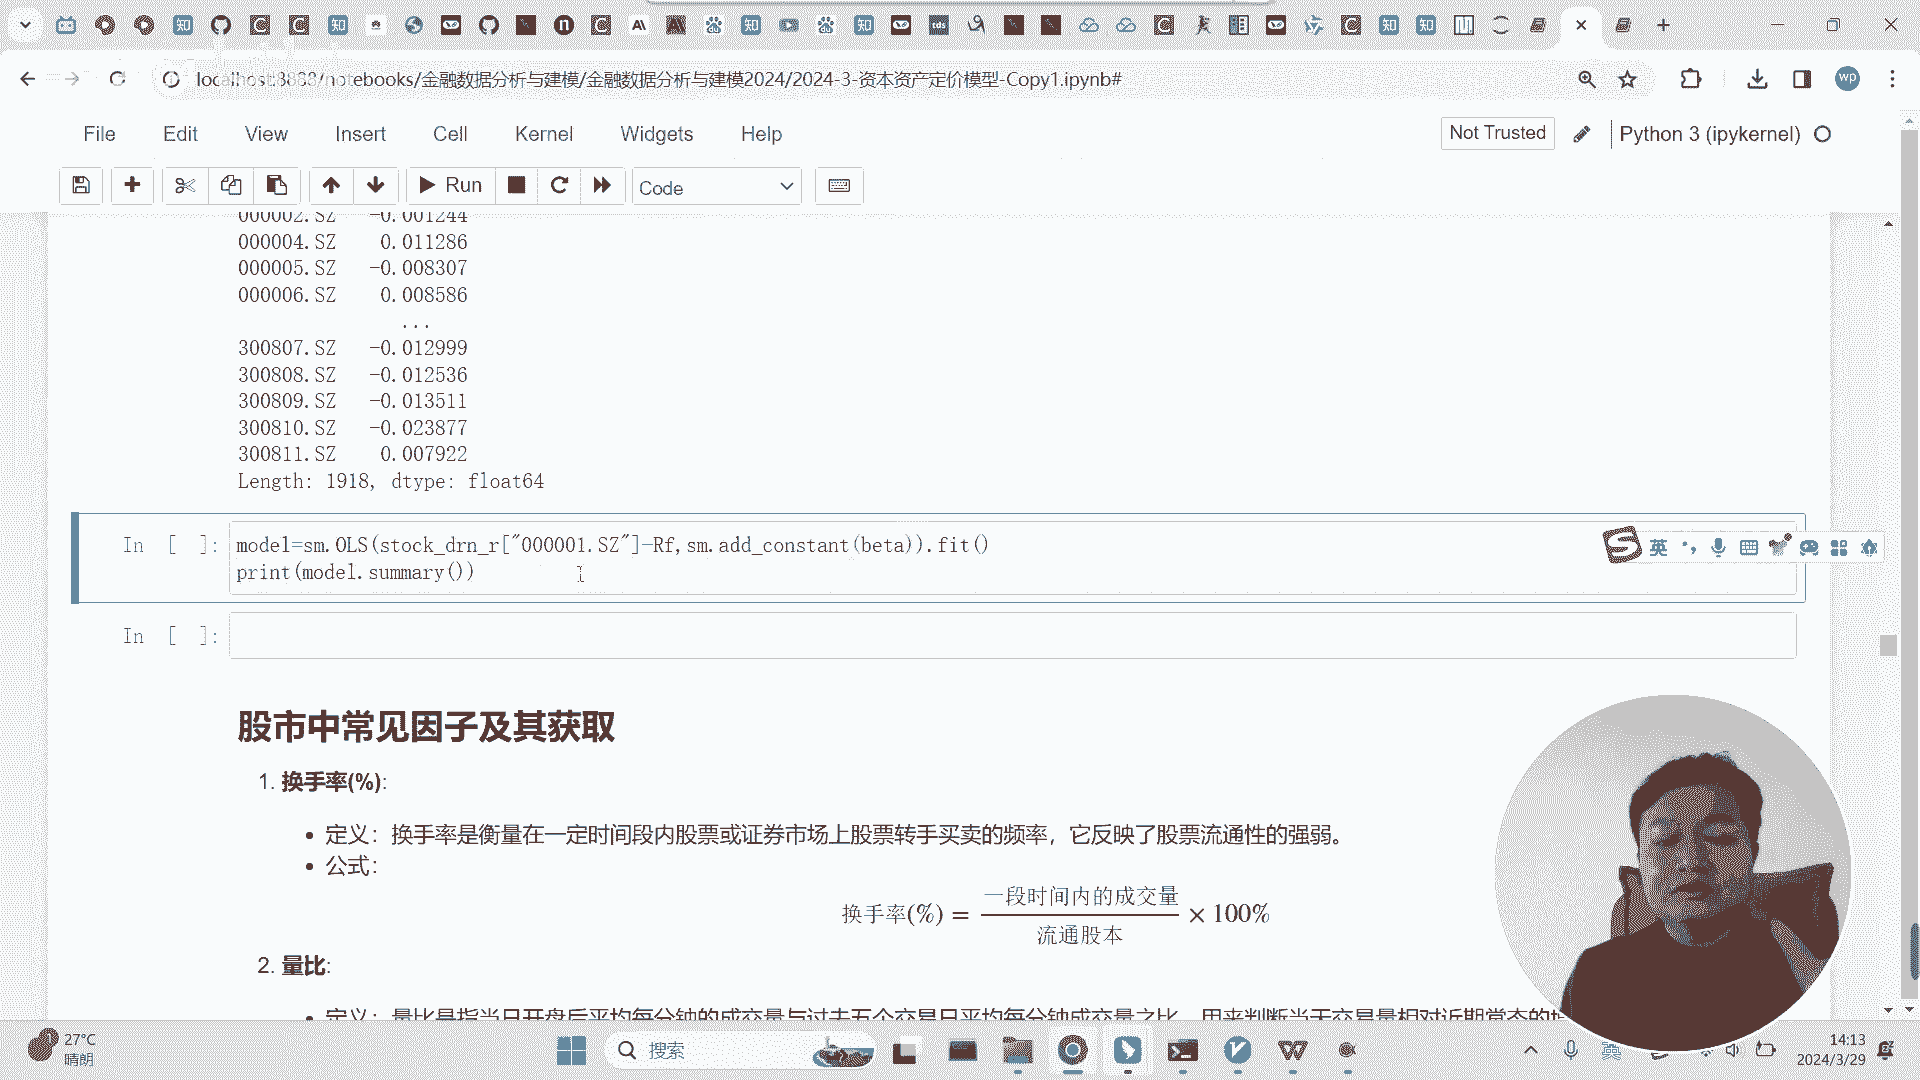 localhost:8888/notebooks/金融数据分析与建模/金融数据分析与建模2024/2024-3-资本资产定价模型-Copy1.ipynb#
wp
File Edit View Insert Cell Kernel Widgets Help
Not Trusted
Python 3 (ipykernel)
Run
Code
000002.SZ -0.001244
000004.SZ 0.011286
000005.SZ -0.008307
000006.SZ 0.008586
...
300807.SZ -0.012999
300808.SZ -0.012536
300809.SZ -0.013511
300810.SZ -0.023877
300811.SZ 0.007922
Length: 1918, dtype: float64
In [ ]: model=sm.OLS(stock_drn_r["000001.SZ"]-Rf,sm.add_constant(beta)).fit()
print(model.summary())
英
In [ ]:
股市中常见因子及其获取
1. 换手率(%):
• 定义：换手率是衡量在一定时间段内股票或证券市场上股票转手买卖的频率，它反映了股票流通性的强弱。
• 公式：
换手率(%) = 一段时间内的成交量 / 流通股本 × 100%
2. 量比:
• 定义：量比是指当日开盘后平均每分钟的成交量与过去五个交易日平均每分钟成交量之比，用来判断当天交易量相对近期常态的
27°C
晴朗
搜索
英
14:13
2024/3/29